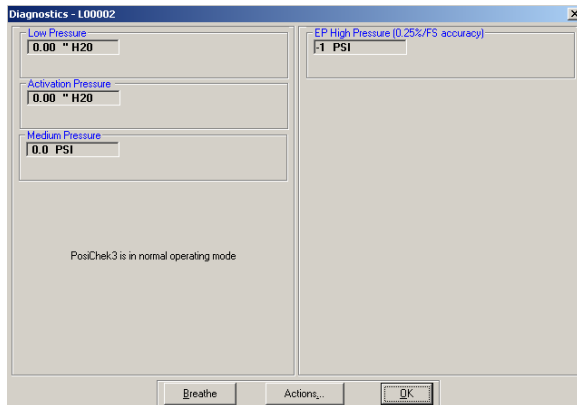 Diagnostics - L00002
Low Pressure
0.00 " H20
Activation Pressure
0.00 " H20
Medium Pressure
0.0 PSI
PosiChek3 is in normal operating mode
EP High Pressure (0.25%/FS accuracy)
-1 PSI
Breathe
Actions...
OK